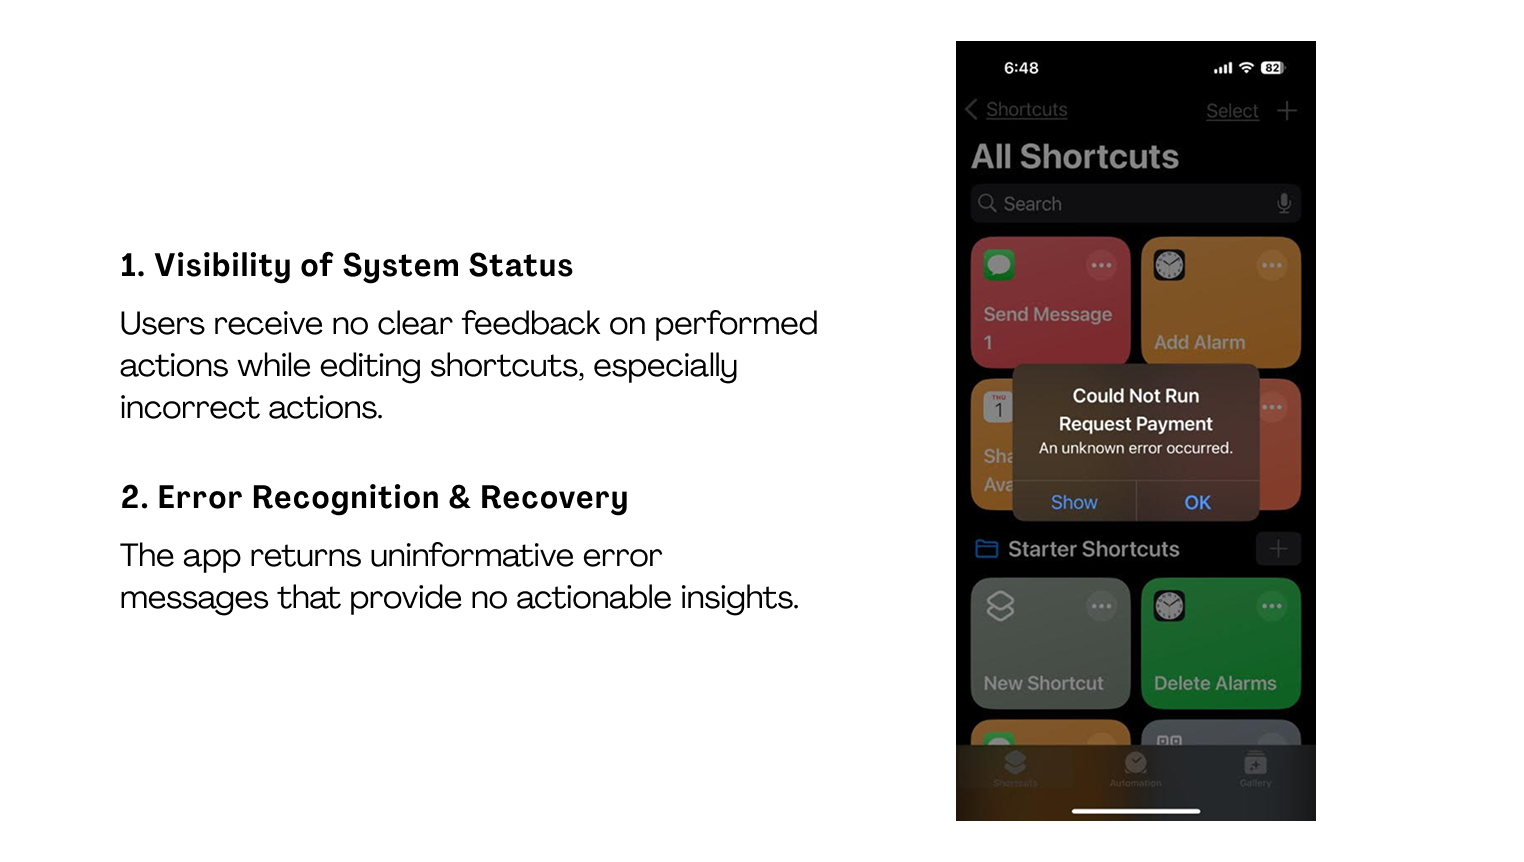 1. Visibility of System Status
Users receive no clear feedback on performed
actions while editing shortcuts, especially
incorrect actions.
2. Error Recognition & Recovery
The app returns uninformative error
messages that provide no actionable insights.
6:48
82
Shortcuts
Select
All Shortcuts
Search
Send Message
1
Add Alarm
THU
1
Sha
Ava
Could Not Run
Request Payment
An unknown error occurred.
Show
OK
Starter Shortcuts
New Shortcut
Delete Alarms
Shortcuts
Automation
Gallery